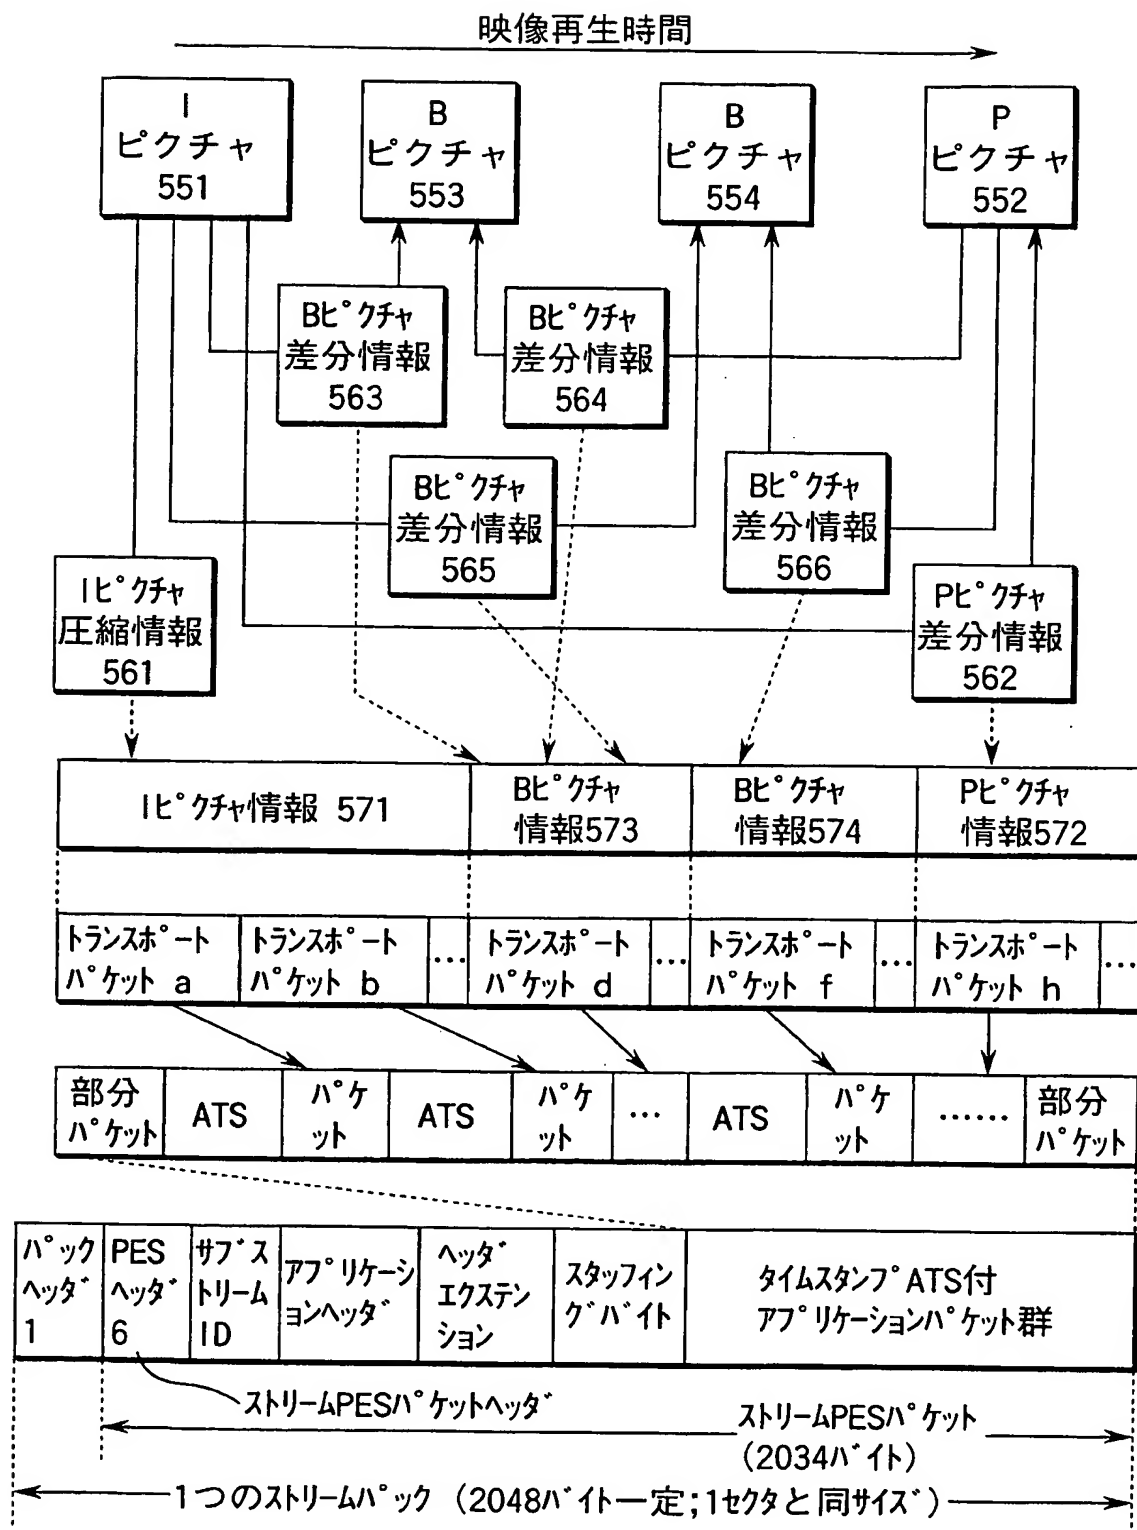 映像再生時間
I
ピクチャ
551
B
ピクチャ
553
B
ピクチャ
554
P
ピクチャ
552
Bピクチャ
差分情報
563
Bピクチャ
差分情報
564
Bピクチャ
差分情報
565
Bピクチャ
差分情報
566
Iピクチャ
圧縮情報
561
Pピクチャ
差分情報
562
Iピクチャ情報 571
Bピクチャ
情報573
Bピクチャ
情報574
Pピクチャ
情報572
トランスポート
パケット a
トランスポート
パケット b
…
トランスポート
パケット d
…
トランスポート
パケット f
…
トランスポート
パケット h
…
部分
パケット
ATS
パケ
ット
ATS
パケ
ット
…
ATS
パケ
ット
……
部分
パケット
パック
ヘッダ
1
PES
ヘッダ
6
サブス
トリーム
ID
アプリケーシ
ョンヘッダ
ヘッダ
エクステン
ション
スタッフィン
グバイト
タイムスタンプATS付
アプリケーションパケット群
ストリームPESパケットヘッダ
ストリームPESパケット
(2034バイト)
1つのストリームパック (2048バイト一定;1セクタと同サイズ)